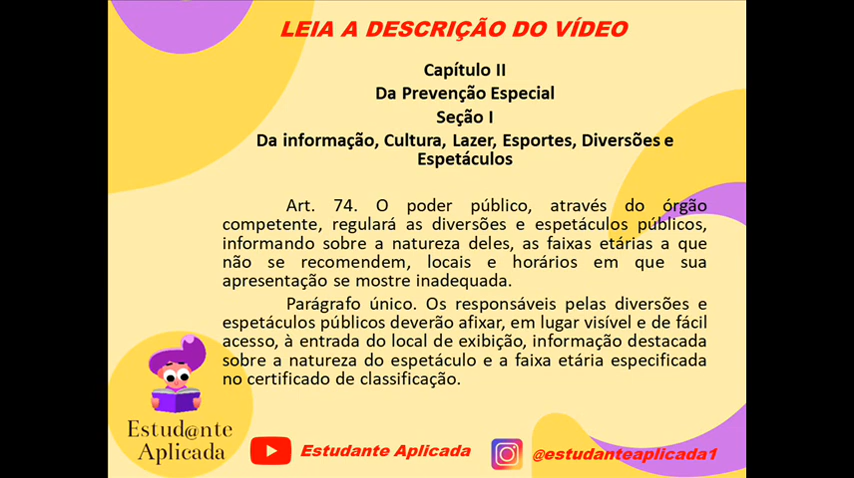 LEIA A DESCRIÇÃO DO VÍDEO
Capítulo II
Da Prevenção Especial
Seção I
Da informação, Cultura, Lazer, Esportes, Diversões e
Espetáculos
Art. 74. O poder público, através do órgão
competente, regulará as diversões e espetáculos públicos,
informando sobre a natureza deles, as faixas etárias a que
não se recomendem, locais e horários em que sua
apresentação se mostre inadequada.
Parágrafo único. Os responsáveis pelas diversões e
espetáculos públicos deverão afixar, em lugar visível e de fácil
acesso, à entrada do local de exibição, informação destacada
sobre a natureza do espetáculo e a faixa etária especificada
no certificado de classificação.
Estud@nte
Aplicada
Estudante Aplicada
@estudanteaplicada1